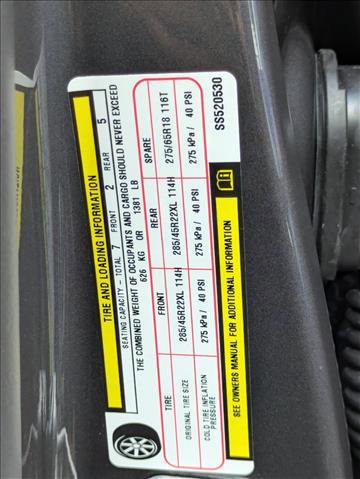 TIRE AND LOADING INFORMATION
SEATING CAPACITY - TOTAL 7 FRONT 2 REAR 5
THE COMBINED WEIGHT OF OCCUPANTS AND CARGO SHOULD NEVER EXCEED
626 KG OR 1381 LB
TIRE FRONT REAR SPARE
ORIGINAL TIRE SIZE 285/45R22XL 114H 285/45R22XL 114H 275/65R18 116T
COLD TIRE INFLATION PRESSURE 275 kPa / 40 PSI 275 kPa / 40 PSI 275 kPa / 40 PSI
SEE OWNERS MANUAL FOR ADDITIONAL INFORMATION
SS520530